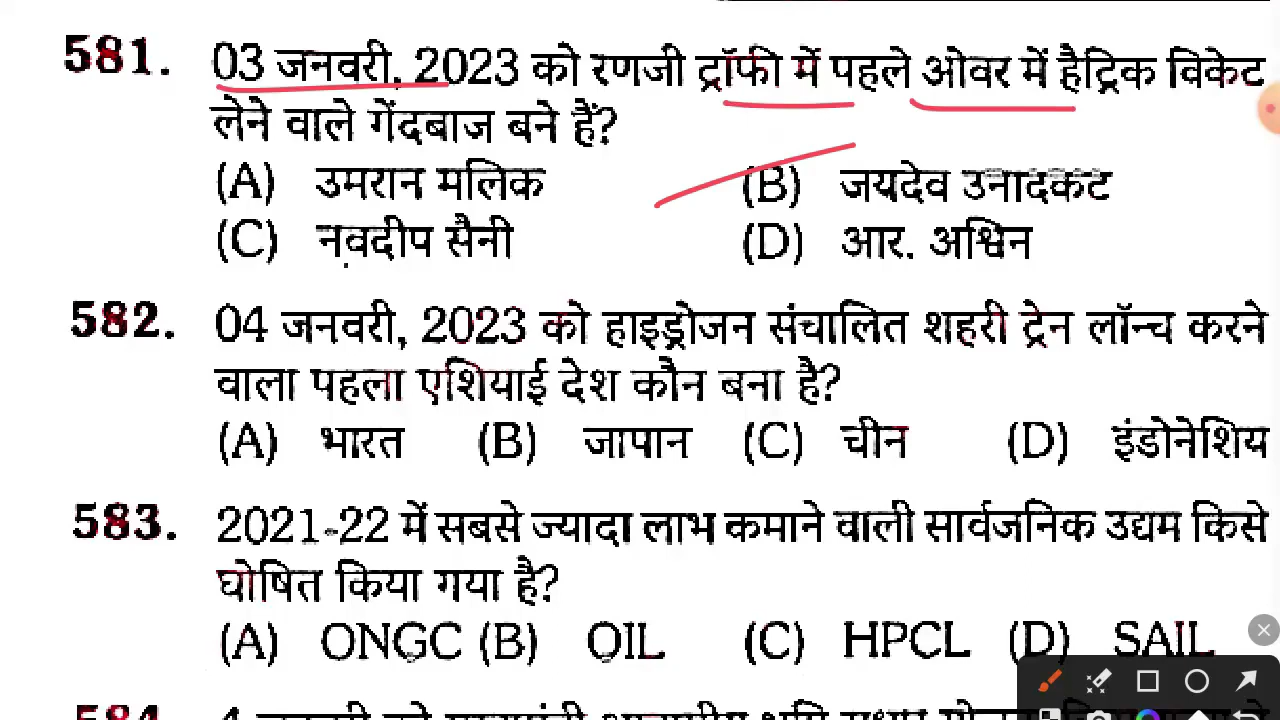 581. 03 जनवरी, 2023 को रणजी ट्रॉफी में पहले ओवर में हैट्रिक विकेट
लेने वाले गेंदबाज बने हैं?
(A) उमरान मलिक (B) जयदेव उनादकट
(C) नवदीप सैनी (D) आर. अश्विन
582. 04 जनवरी, 2023 को हाइड्रोजन संचालित शहरी ट्रेन लॉन्च करने
वाला पहला एशियाई देश कौन बना है?
(A) भारत (B) जापान (C) चीन (D) इंडोनेशिय
583. 2021-22 में सबसे ज्यादा लाभ कमाने वाली सार्वजनिक उद्यम किसे
घोषित किया गया है?
(A) ONGC (B) OIL (C) HPCL (D) SAIL